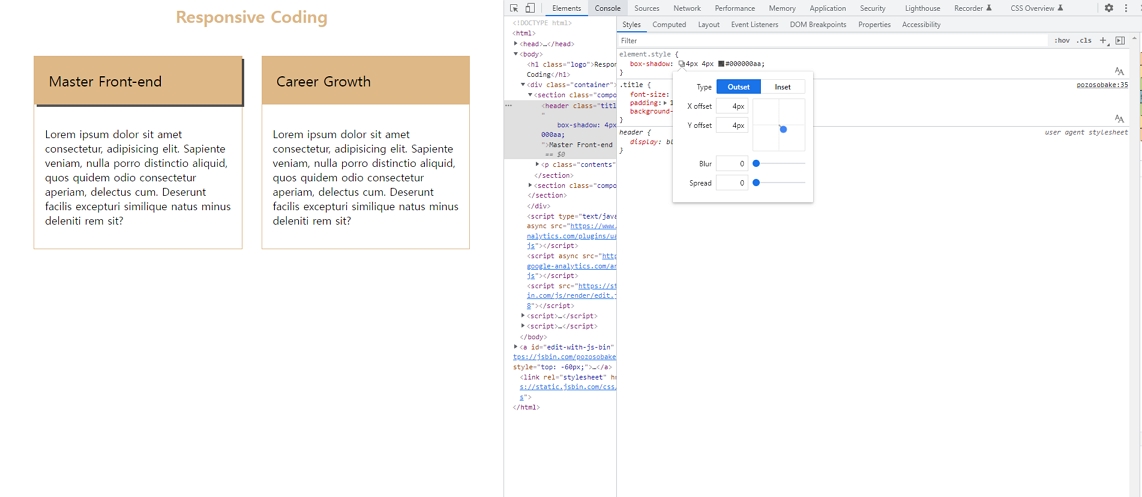 Responsive Coding
Master Front-end
Lorem ipsum dolor sit amet
consectetur, adipisicing elit. Sapiente
veniam, nulla porro distinctio aliquid,
quos quidem odio consectetur
aperiam, delectus cum. Deserunt
facilis excepturi similique natus minus
deleniti rem sit?
Career Growth
Lorem ipsum dolor sit amet
consectetur, adipisicing elit. Sapiente
veniam, nulla porro distinctio aliquid,
quos quidem odio consectetur
aperiam, delectus cum. Deserunt
facilis excepturi similique natus minus
deleniti rem sit?
Elements Console Sources Network Performance Memory Application Security Lighthouse Recorder CSS Overview
<!DOCTYPE html>
<html>
<head>…</head>
<body>
<h1 class="logo">Respon
Coding</h1>
<div class="container">
<section class="compo
<header class="titl
"
box-shadow: 4px
000aa;
">Master Front-end
== $0
<p class="contents"
</section>
<section class="compo
</section>
</div>
<script type="text/java
async src="https://www.
nalytics.com/plugins/ua
js"></script>
<script async src="http
google-analytics.com/an
js"></script>
<script src="https://st
in.com/js/render/edit.j
8"></script>
<script>…</script>
<script>…</script>
</body>
<a id="edit-with-js-bin"
tps://jsbin.com/pozosobake
style="top: -60px;">…</a>
<link rel="stylesheet" h
s://static.jsbin.com/css/
s">
</html>
Styles Computed Layout Event Listeners DOM Breakpoints Properties Accessibility
Filter :hov .cls +
element.style {
box-shadow: 4px 4px #000000aa;
}
.title { pozosobake:35
font-size:
padding:
background-
}
header { user agent stylesheet
display: bl
}
Type Outset Inset
X offset 4px
Y offset 4px
Blur 0
Spread 0